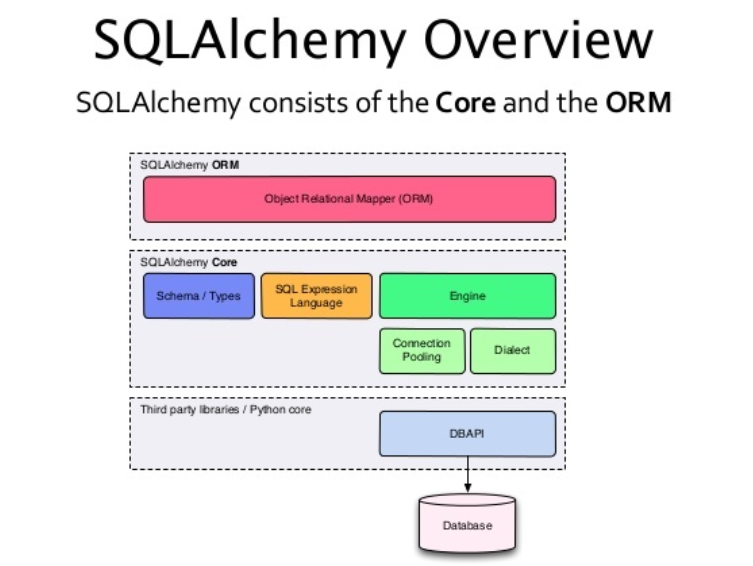 SQLAlchemy Overview
SQLAlchemy consists of the Core and the ORM
SQLAlchemy ORM
Object Relational Mapper (ORM)
SQLAlchemy Core
Schema / Types
SQL Expression
Language
Engine
Connection
Pooling
Dialect
Third party libraries / Python core
DBAPI
Database